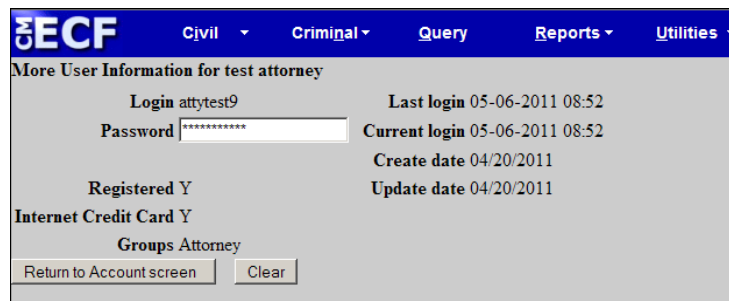 CM ECF Civil Criminal Query Reports Utilities
More User Information for test attorney
Login attytest9 Last login 05-06-2011 08:52
Password *********** Current login 05-06-2011 08:52
Create date 04/20/2011
Registered Y Update date 04/20/2011
Internet Credit Card Y
Groups Attorney
Return to Account screen Clear